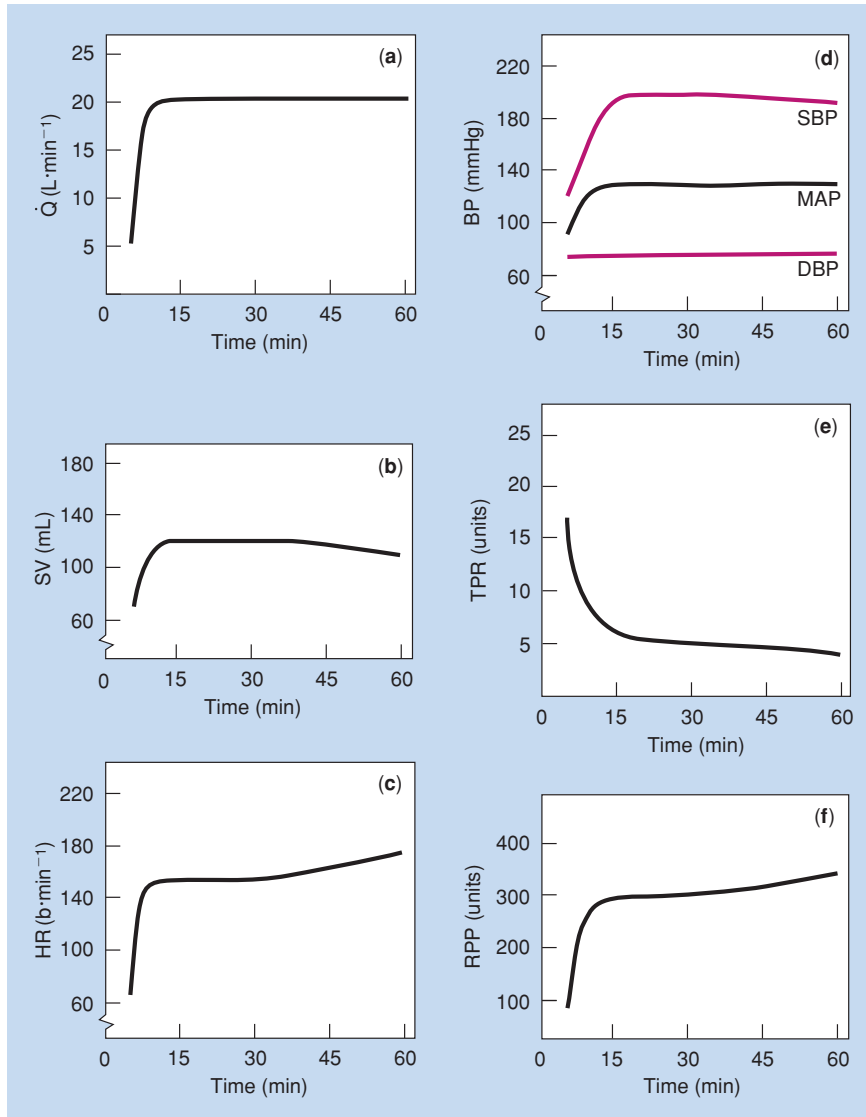 (a)
Q̇ (L·min−1)
25
20
15
10
5
0
15
30
45
60
Time (min)
(b)
SV (mL)
180
140
100
60
0
15
30
45
60
Time (min)
(c)
HR (b·min−1)
220
180
140
100
60
0
15
30
45
60
Time (min)
(d)
BP (mmHg)
220
180
140
100
60
SBP
MAP
DBP
0
15
30
45
60
Time (min)
(e)
TPR (units)
25
20
15
10
5
0
15
30
45
60
Time (min)
(f)
RPP (units)
400
300
200
100
0
15
30
45
60
Time (min)